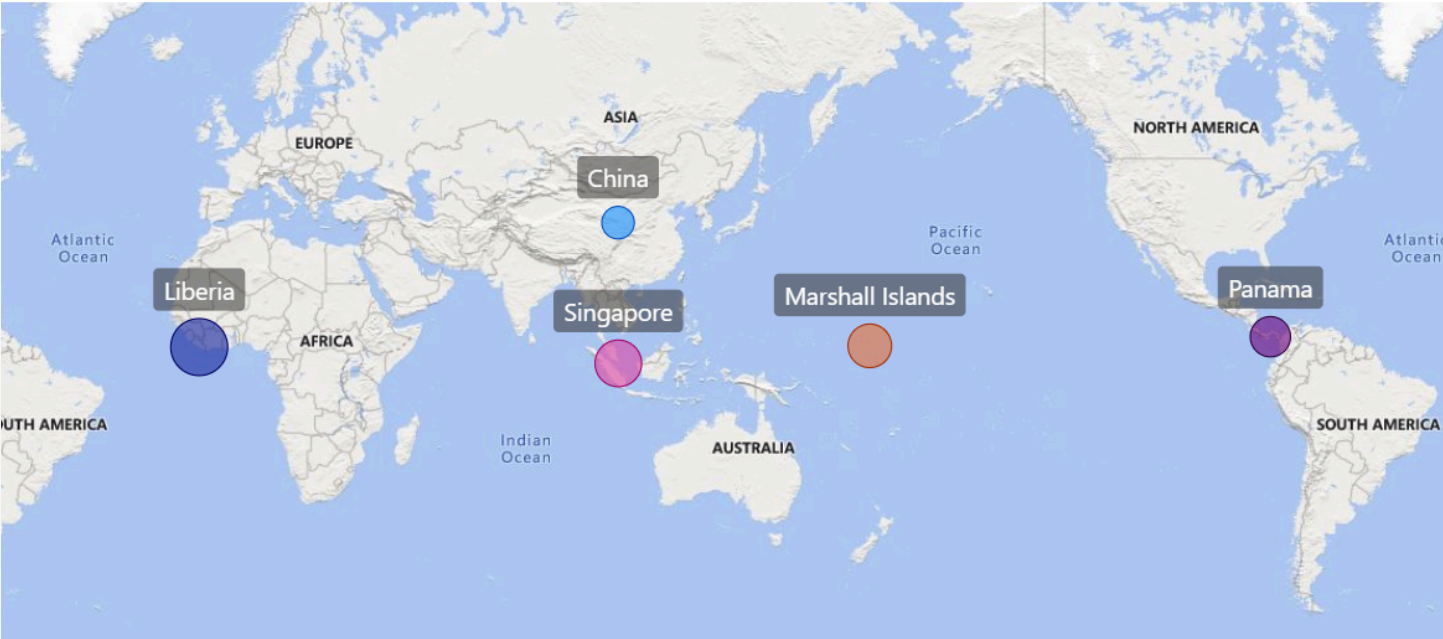 ASIA
NORTH AMERICA
EUROPE
China
Atlantic
Ocean
Pacific
Ocean
Atlantic
Ocean
Liberia
Singapore
Marshall Islands
Panama
AFRICA
OUTH AMERICA
Indian
Ocean
AUSTRALIA
SOUTH AMERICA